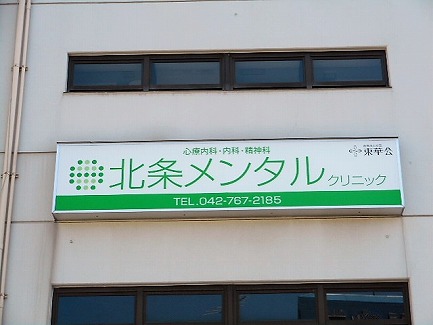 心療内科・内科・精神科
北条メンタルクリニック
東華会
TEL.042-767-2185